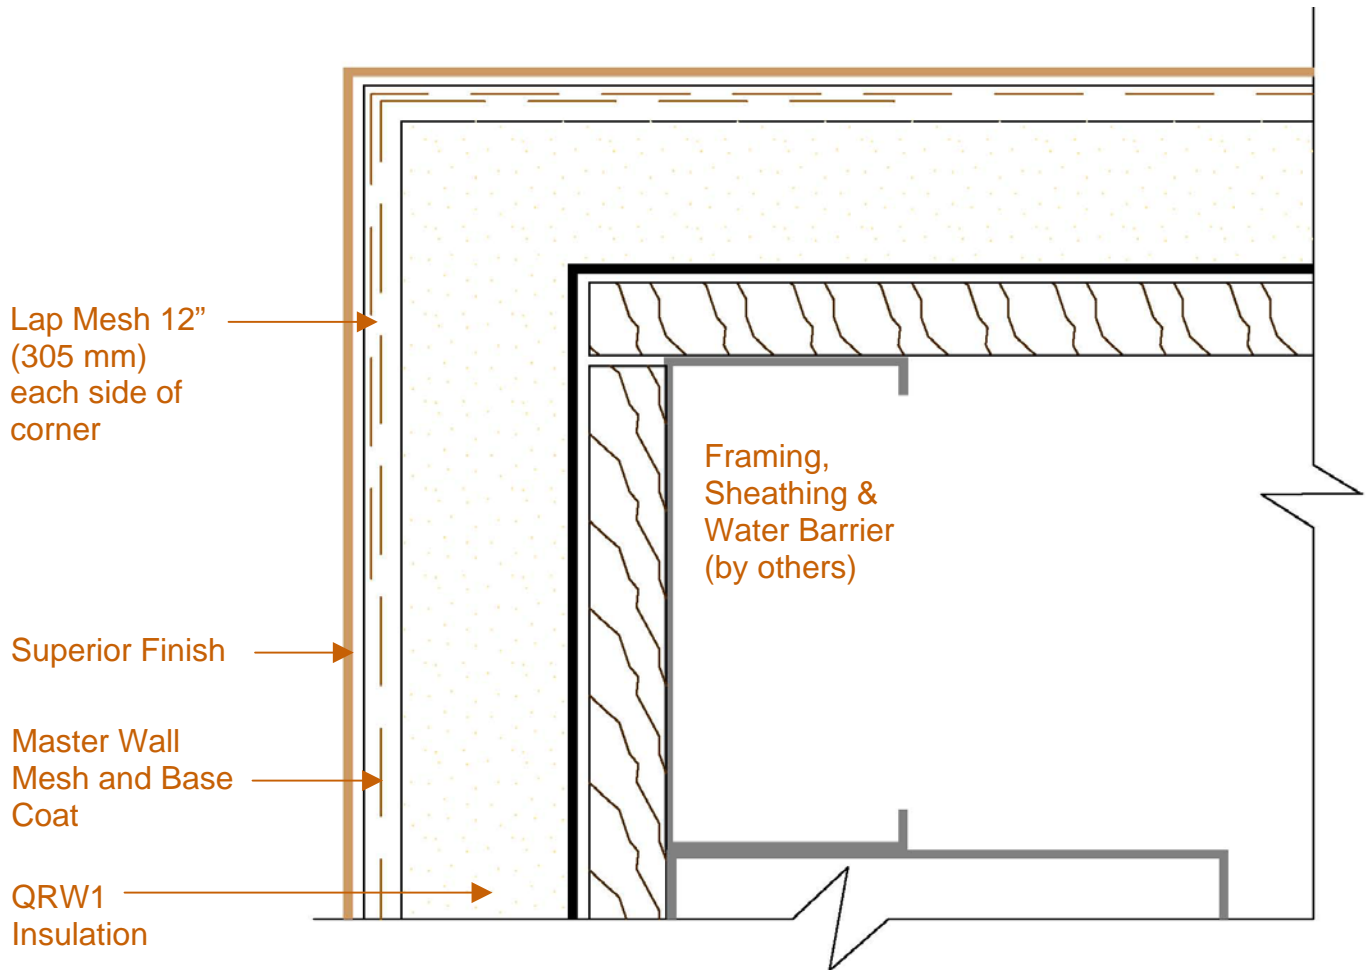 Lap Mesh 12”
(305 mm)
each side of
corner
Framing,
Sheathing &
Water Barrier
(by others)
Superior Finish
Master Wall
Mesh and Base
Coat
QRW1
Insulation